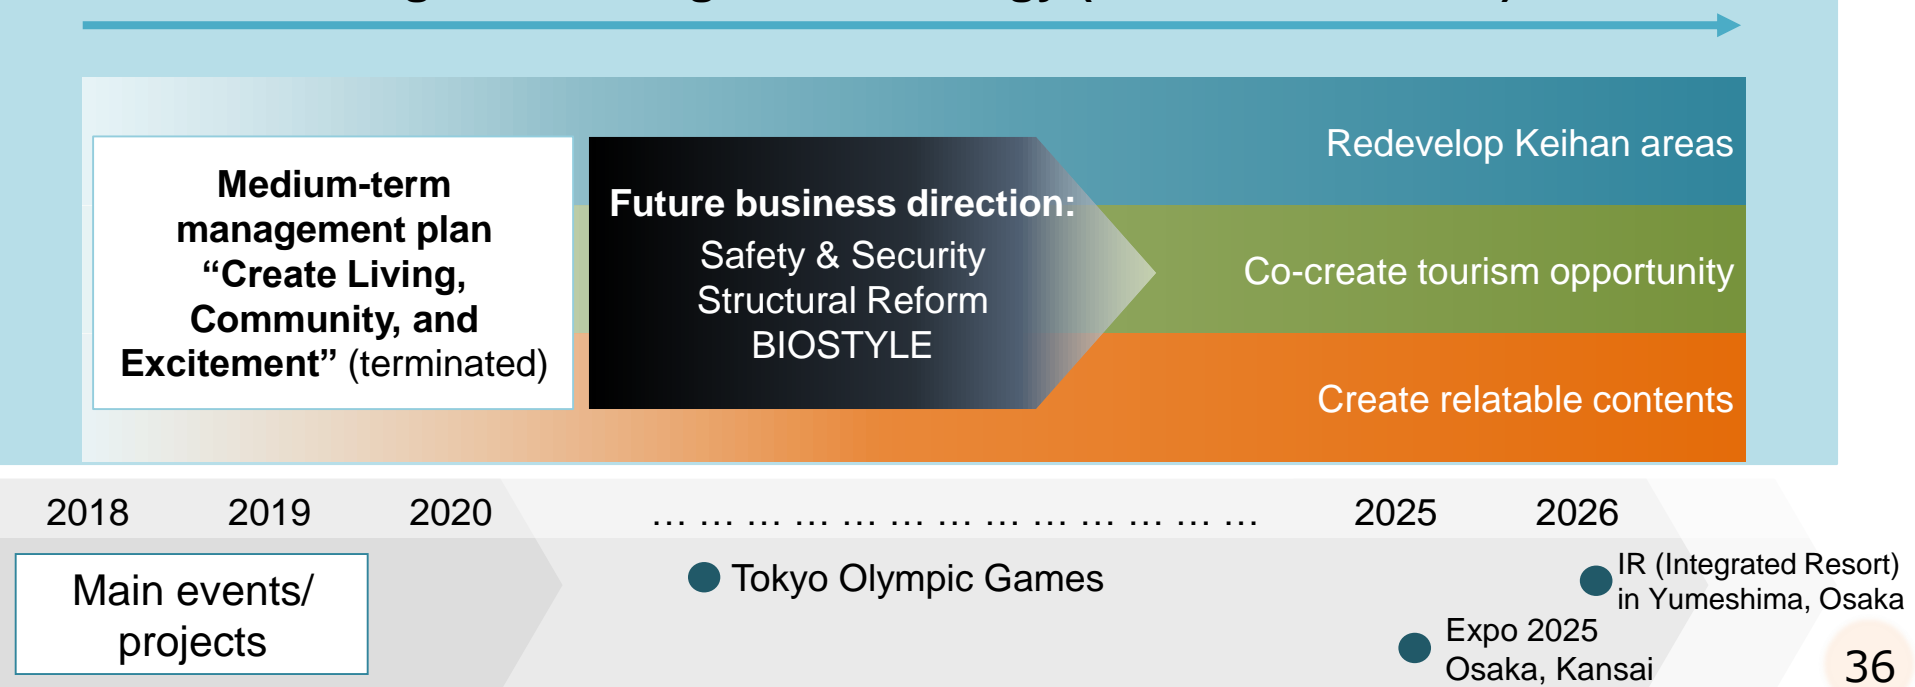 Redevelop Keihan areas
Medium-term
management plan
“Create Living,
Community, and
Excitement” (terminated)
Future business direction:
Safety & Security
Structural Reform
BIOSTYLE
Co-create tourism opportunity
Create relatable contents
2018 2019 2020 … … … … … … … … … … … … … 2025 2026
Main events/
projects
Tokyo Olympic Games
IR (Integrated Resort)
in Yumeshima, Osaka
Expo 2025
Osaka, Kansai
36